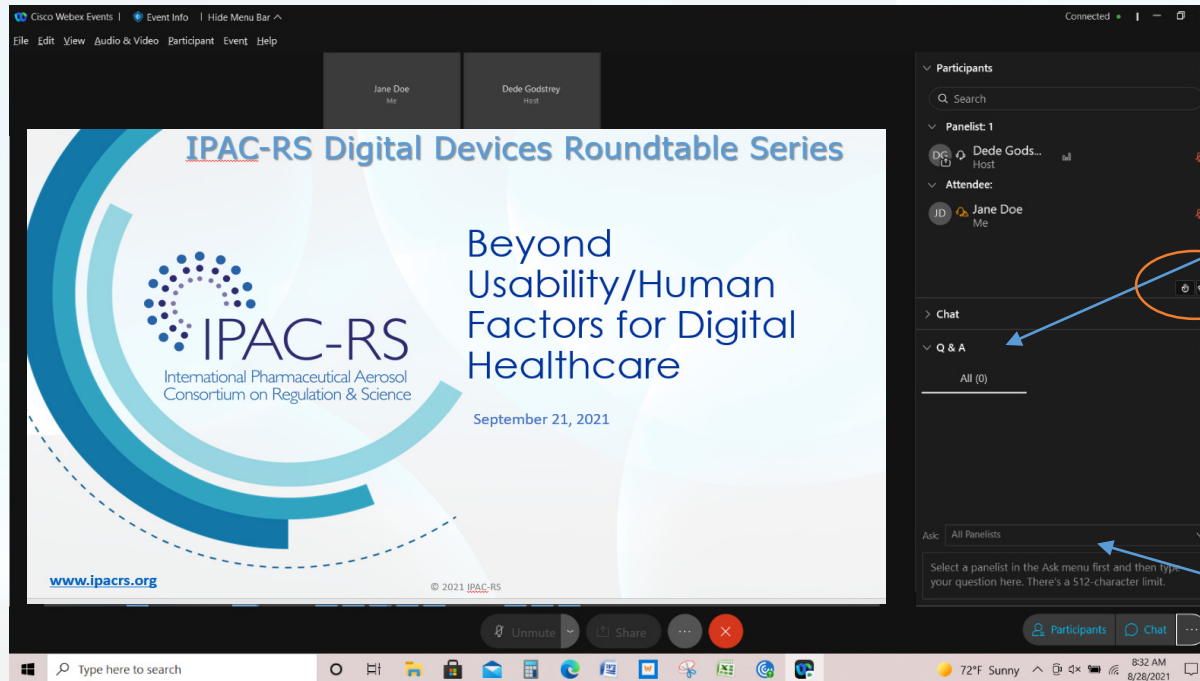 Cisco Webex Events | Event Info | Hide Menu Bar
Connected
File Edit View Audio & Video Participant Event Help
Jane Doe
Me
Dede Godstrey
Host
IPAC-RS Digital Devices Roundtable Series
Beyond
Usability/Human
Factors for Digital
Healthcare
September 21, 2021
IPAC-RS
International Pharmaceutical Aerosol
Consortium on Regulation & Science
www.ipacrs.org
© 2021 IPAC-RS
Participants
Search
Panelist: 1
DG Dede Gods...
Host
Attendee:
JD Jane Doe
Me
Chat
Q & A
All (0)
Ask: All Panelists
Select a panelist in the Ask menu first and then type
your question here. There's a 512-character limit.
Unmute Share
Participants Chat
Type here to search
72°F Sunny
8:32 AM
8/28/2021